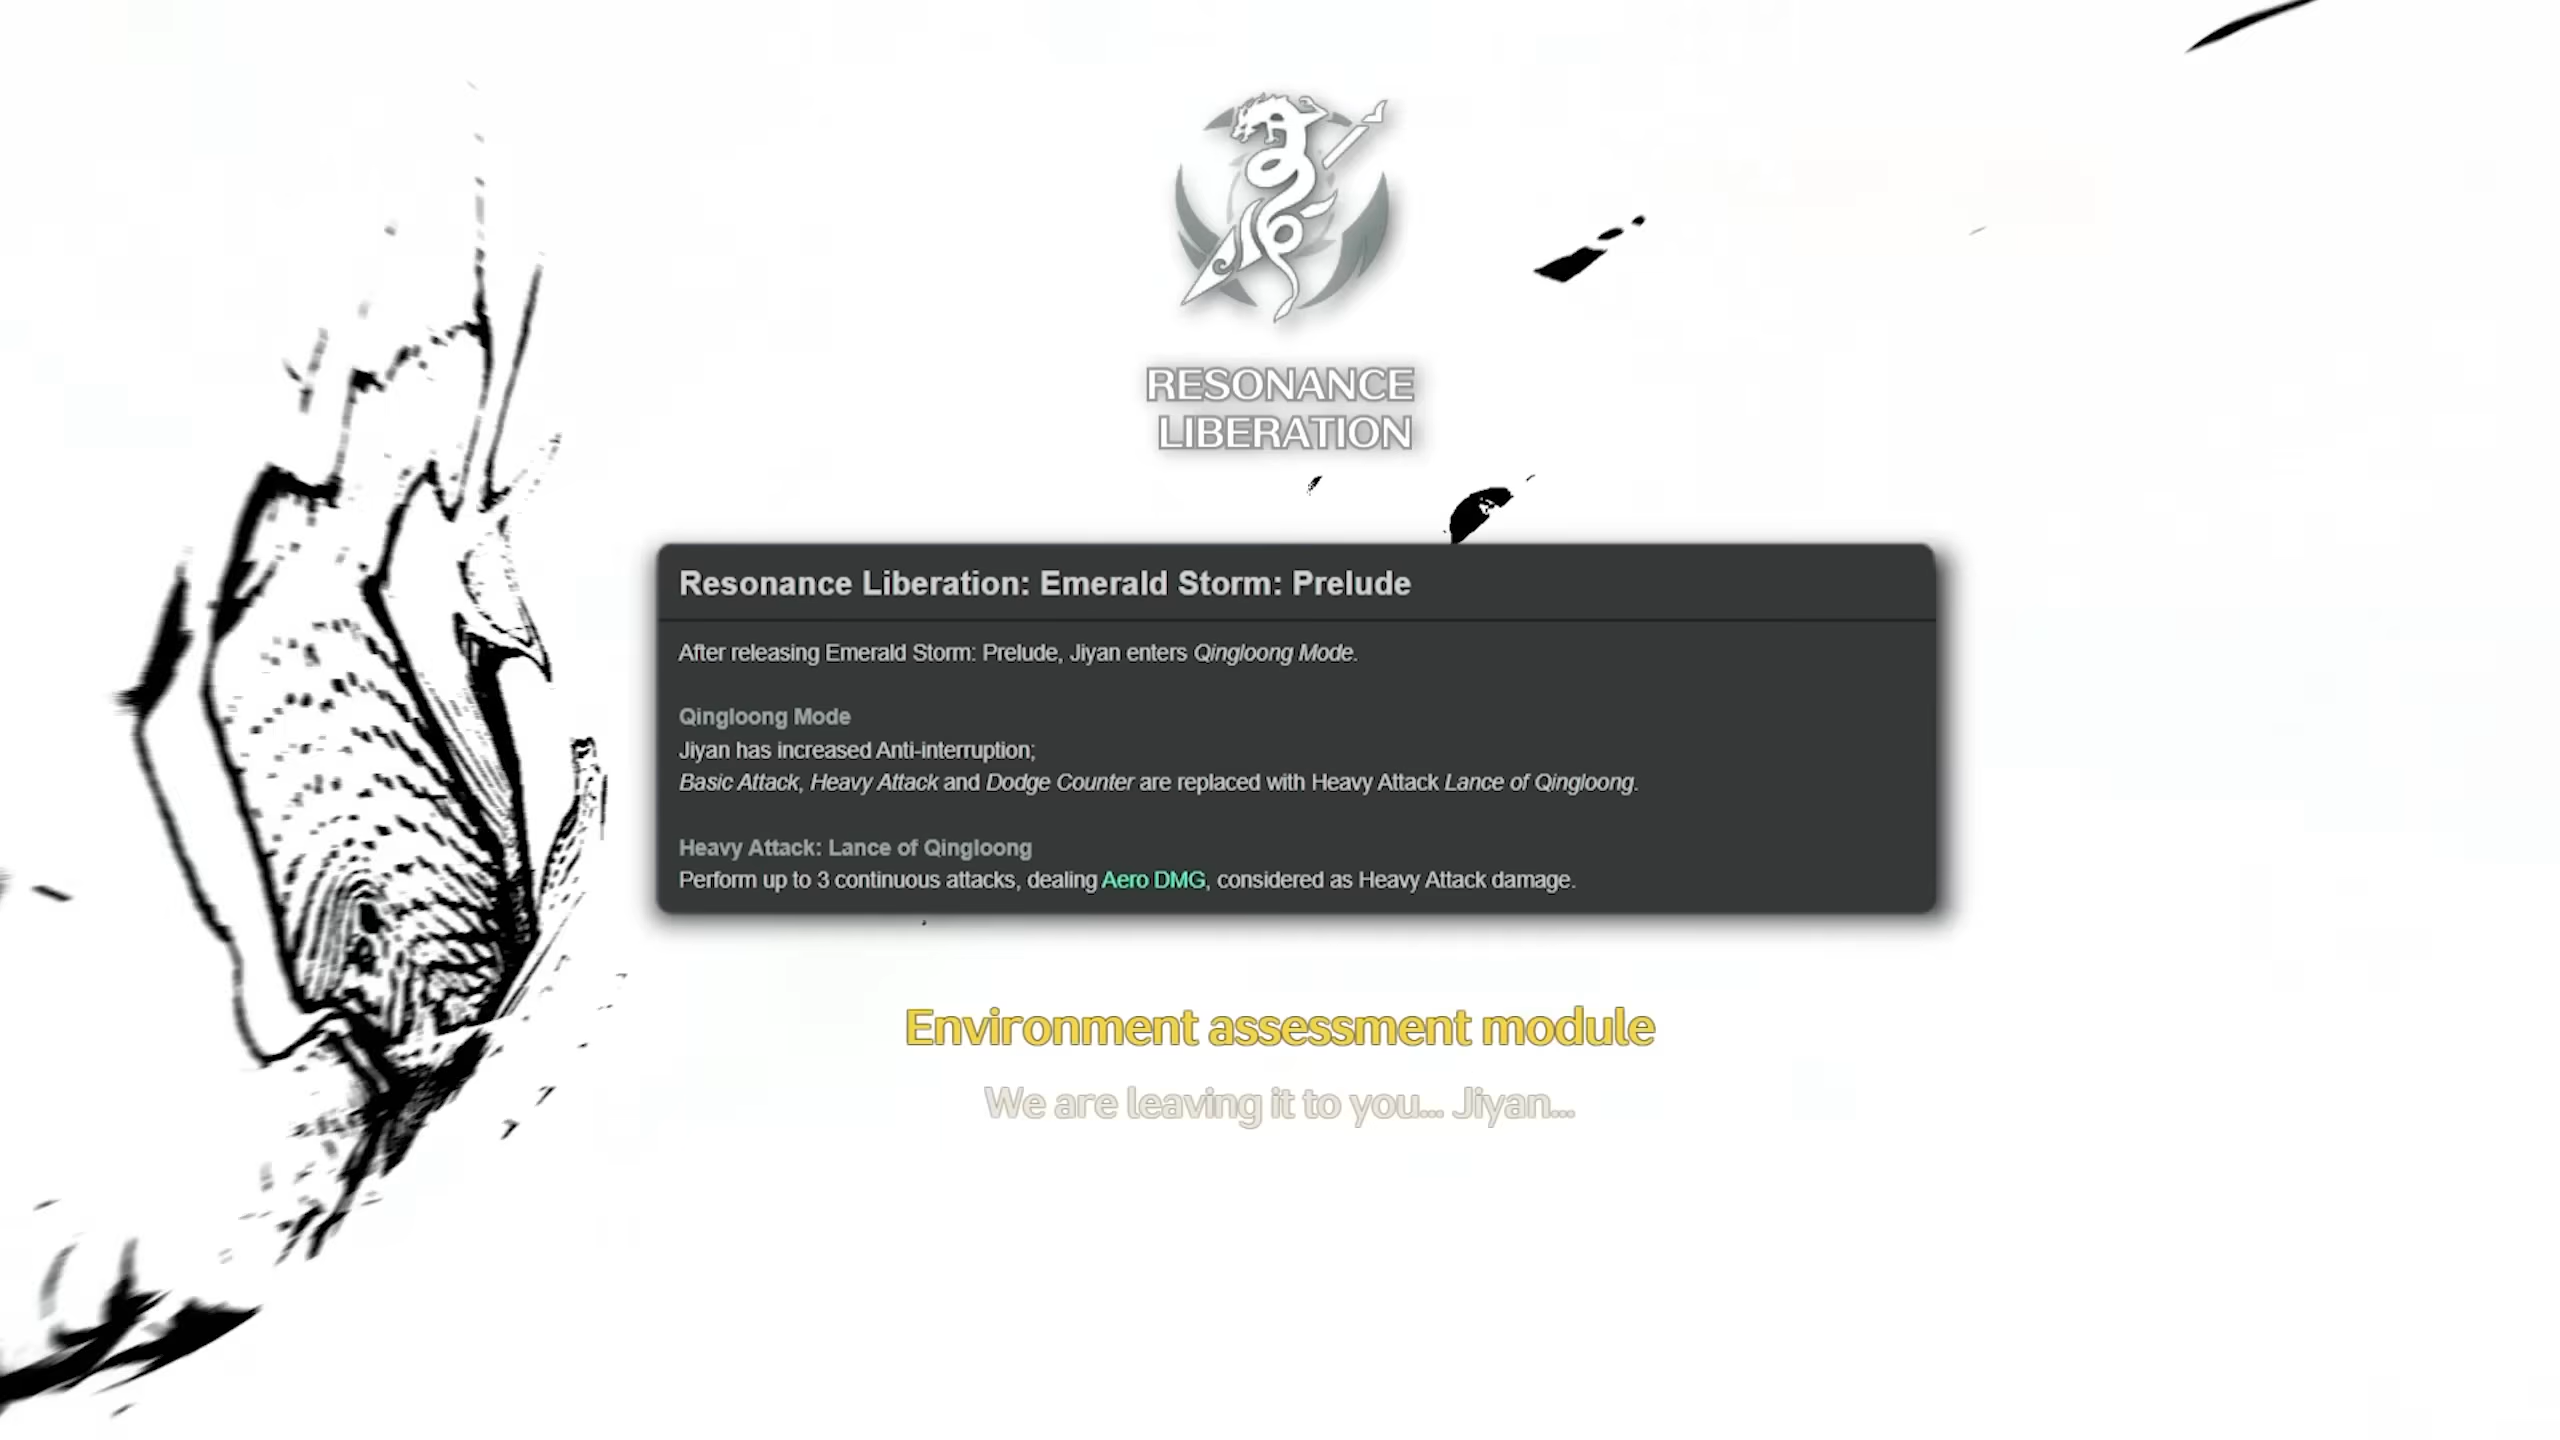 RESONANCE
LIBERATION
Resonance Liberation: Emerald Storm: Prelude
After releasing Emerald Storm: Prelude, Jiyan enters Qingloong Mode.
Qingloong Mode
Jiyan has increased Anti-interruption;
Basic Attack, Heavy Attack and Dodge Counter are replaced with Heavy Attack Lance of Qingloong.
Heavy Attack: Lance of Qingloong
Perform up to 3 continuous attacks, dealing Aero DMG, considered as Heavy Attack damage.
Environment assessment module
We are leaving it to you... Jiyan...